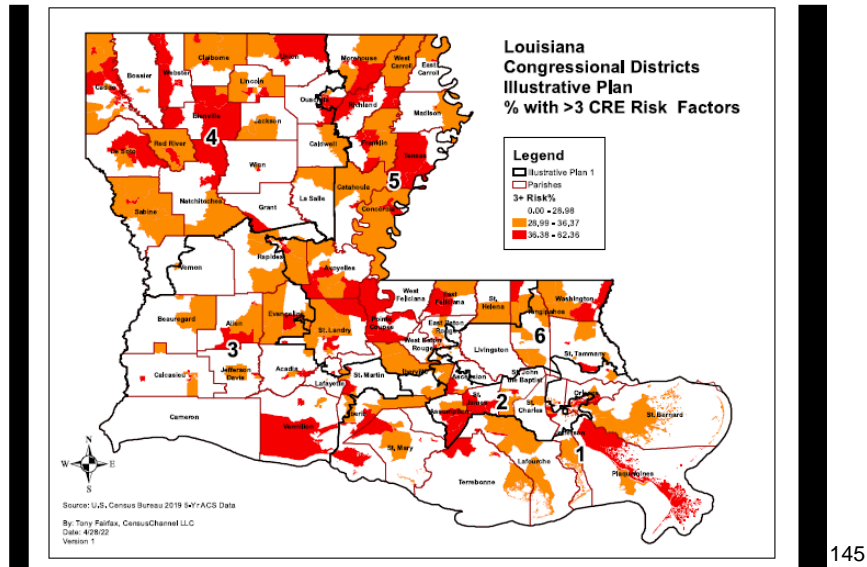 Louisiana
Congressional Districts
Illustrative Plan
% with >3 CRE Risk Factors
Legend
Illustrative Plan 1
Parishes
3+ Risk%
0.00 - 28.98
28.99 - 36.37
36.38 - 62.36
Claiborne
Union
Morehouse
West
Carroll
East
Carroll
Bossier
Webster
Caddo
Lincoln
Ouachita
Richland
Madison
Bienville
Jackson
4
Red River
De Soto
Caldwell
Franklin
Tensas
Winn
5
Catahoula
Natchitoches
La Salle
Sabine
Grant
Concordia
Vernon
Rapides
Avoyelles
West
Feliciana
East
Feliciana
St.
Helena
Tangipahoa
Washington
Beauregard
Allen
Evangeline
St. Landry
Pointe
Coupee
East Baton
Rouge
6
3
West Baton
Rouge
Livingston
St. Tammany
Calcasieu
Jefferson
Davis
Acadia
Lafayette
St. Martin
Iberville
Ascension
St. John
the Baptist
Cameron
Vermilion
Iberia
Assumption
St.
James
2
St.
Charles
Orleans
St. Bernard
Jefferson
1
St. Mary
Lafourche
Plaquemines
Terrebonne
N
W
E
S
Source: U.S. Census Bureau 2019 5-Yr ACS Data
By: Tony Fairfax, CensusChannel LLC
Date: 4/28/22
Version 1
145